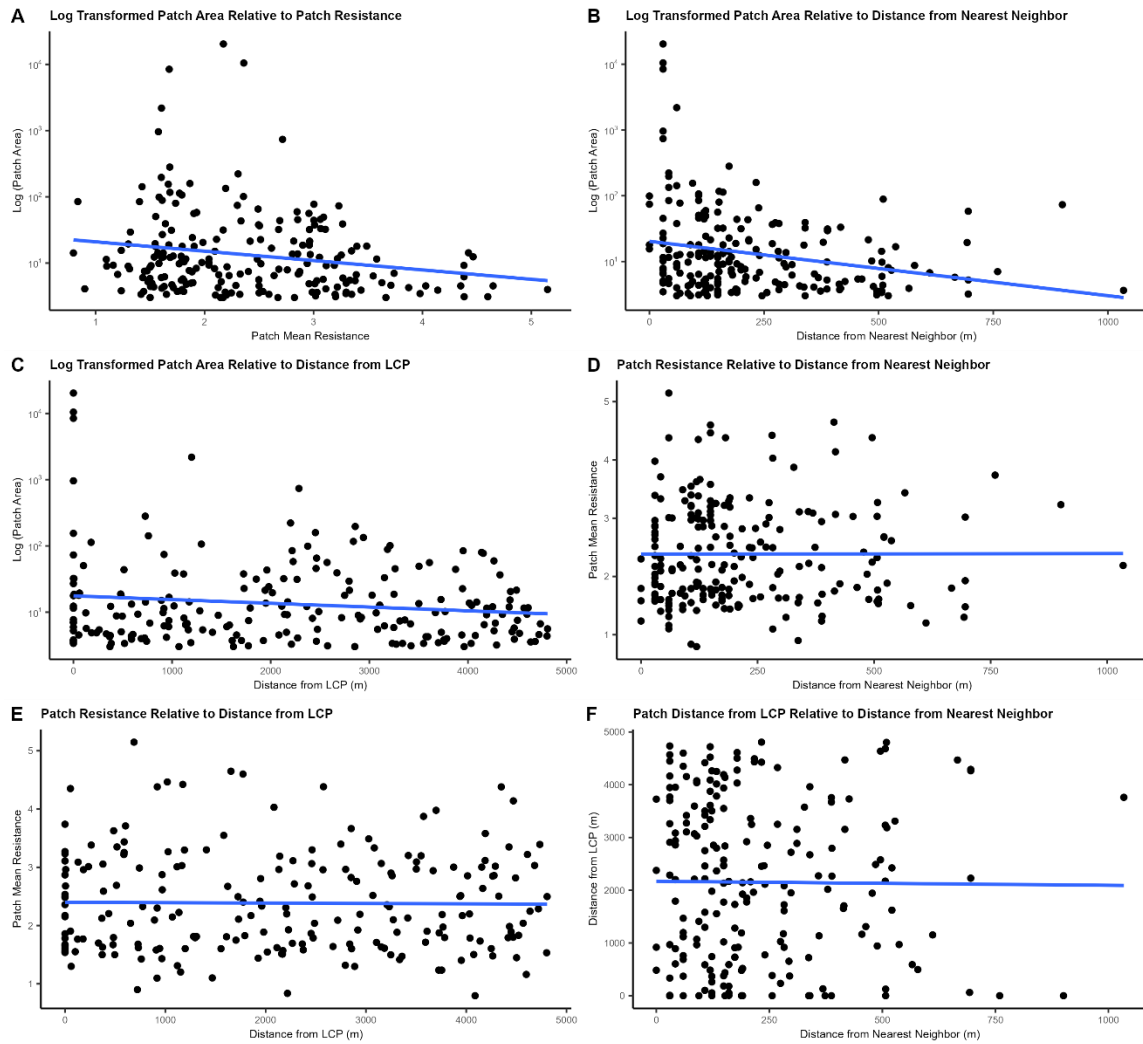 A Log Transformed Patch Area Relative to Patch Resistance
Log (Patch Area)
10⁴
10³
10²
10¹
1 2 3 4 5
Patch Mean Resistance
B Log Transformed Patch Area Relative to Distance from Nearest Neighbor
Log (Patch Area)
10⁴
10³
10²
10¹
0 250 500 750 1000
Distance from Nearest Neighbor (m)
C Log Transformed Patch Area Relative to Distance from LCP
Log (Patch Area)
10⁴
10³
10²
10¹
0 1000 2000 3000 4000 5000
Distance from LCP (m)
D Patch Resistance Relative to Distance from Nearest Neighbor
Patch Mean Resistance
5
4
3
2
1
0 250 500 750 1000
Distance from Nearest Neighbor (m)
E Patch Resistance Relative to Distance from LCP
Patch Mean Resistance
5
4
3
2
1
0 1000 2000 3000 4000 5000
Distance from LCP (m)
F Patch Distance from LCP Relative to Distance from Nearest Neighbor
Distance from LCP (m)
5000
4000
3000
2000
1000
0
0 250 500 750 1000
Distance from Nearest Neighbor (m)